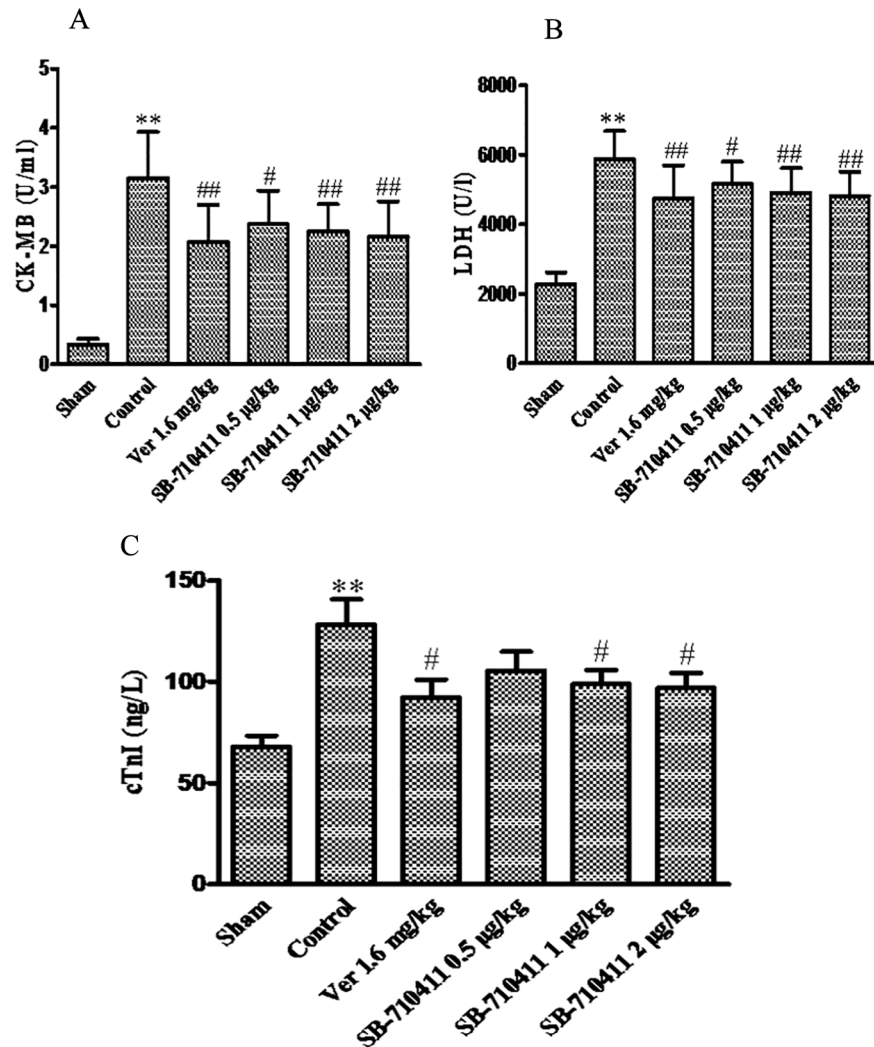 A
CK-MB (U/ml)
5
4
3
2
1
0
**
##
#
##
##
Sham
Control
Ver 1.6 mg/kg
SB-710411 0.5 μg/kg
SB-710411 1 μg/kg
SB-710411 2 μg/kg
B
LDH (U/l)
8000
6000
4000
2000
0
**
##
#
##
##
Sham
Control
Ver 1.6 mg/kg
SB-710411 0.5 μg/kg
SB-710411 1 μg/kg
SB-710411 2 μg/kg
C
cTnI (ng/L)
150
100
50
0
**
#
#
#
Sham
Control
Ver 1.6 mg/kg
SB-710411 0.5 μg/kg
SB-710411 1 μg/kg
SB-710411 2 μg/kg